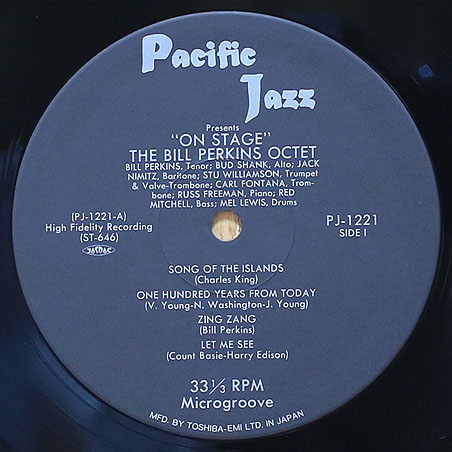 Pacific
Jazz
Presents
"ON STAGE"
THE BILL PERKINS OCTET
BILL PERKINS, Tenor; BUD SHANK, Alto; JACK
NIMITZ, Baritone; STU WILLIAMSON, Trumpet
& Valve-Trombone; CARL FONTANA, Trom-
bone; RUSS FREEMAN, Piano; RED
MITCHELL, Bass; MEL LEWIS, Drums
(PJ-1221-A)
High Fidelity Recording
(ST-646)
PJ-1221
SIDE I
SONG OF THE ISLANDS
(Charles King)
ONE HUNDRED YEARS FROM TODAY
(V. Young-N. Washington-J. Young)
ZING ZANG
(Bill Perkins)
LET ME SEE
(Count Basie-Harry Edison)
33 1/3 RPM
Microgroove
MFD. BY TOSHIBA-EMI LTD. IN JAPAN